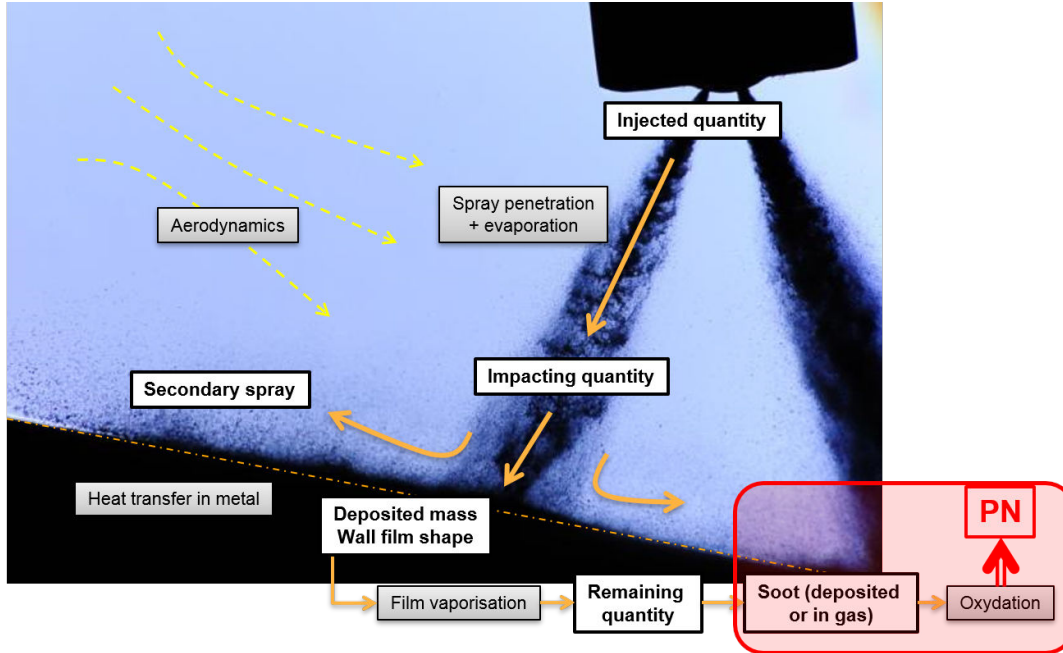 Injected quantity
Spray penetration
+ evaporation
Aerodynamics
Impacting quantity
Secondary spray
Heat transfer in metal
Deposited mass
Wall film shape
PN
Film vaporisation
Remaining
quantity
Soot (deposited
or in gas)
Oxydation